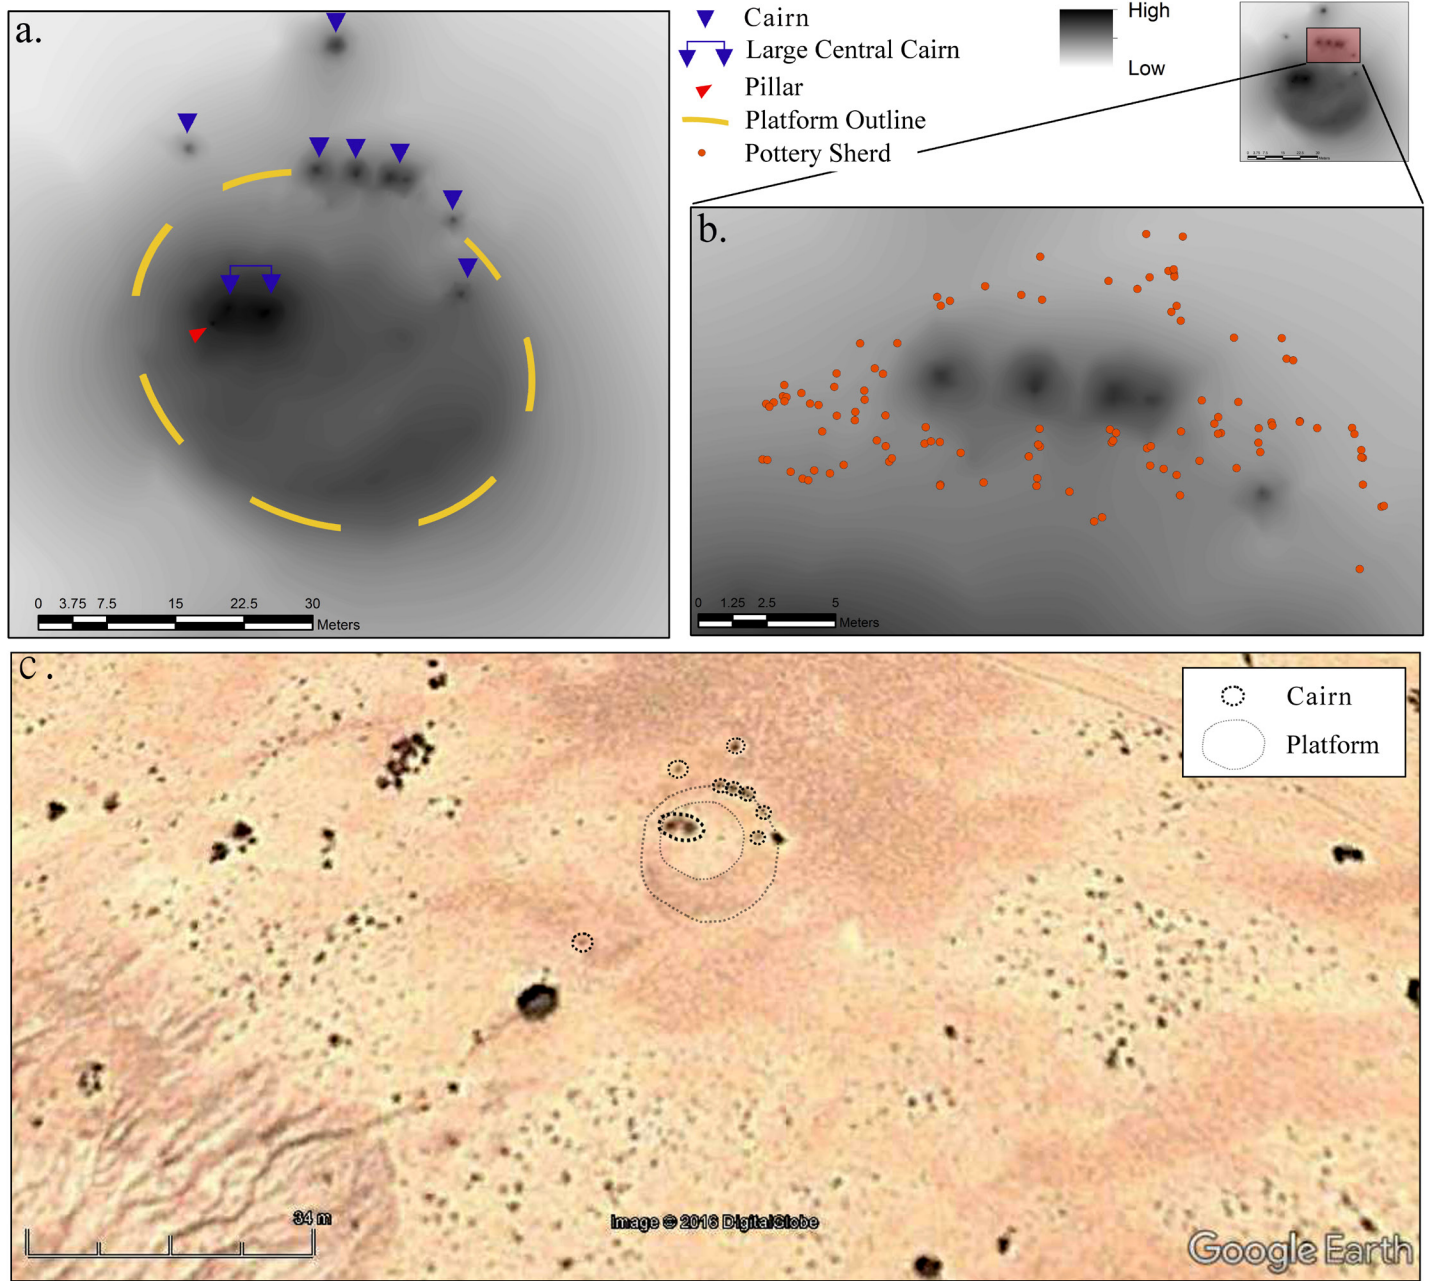 a.
Cairn
Large Central Cairn
Pillar
Platform Outline
Pottery Sherd
High
Low
b.
0 3.75 7.5 15 22.5 30
Meters
0 1.25 2.5 5
Meters
c.
Cairn
Platform
34 m
Image © 2016 DigitalGlobe
Google Earth